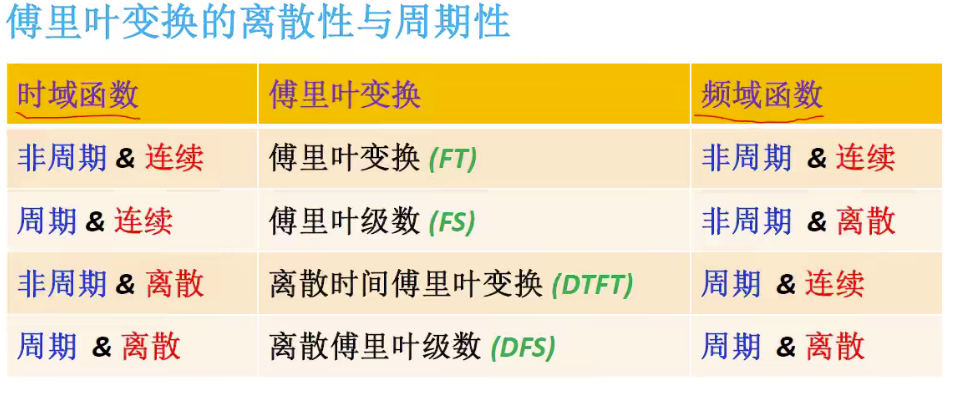 傅里叶变换的离散性与周期性
时域函数 傅里叶变换 频域函数
非周期 & 连续 傅里叶变换 (FT) 非周期 & 连续
周期 & 连续 傅里叶级数 (FS) 非周期 & 离散
非周期 & 离散 离散时间傅里叶变换 (DTFT) 周期 & 连续
周期 & 离散 离散傅里叶级数 (DFS) 周期 & 离散